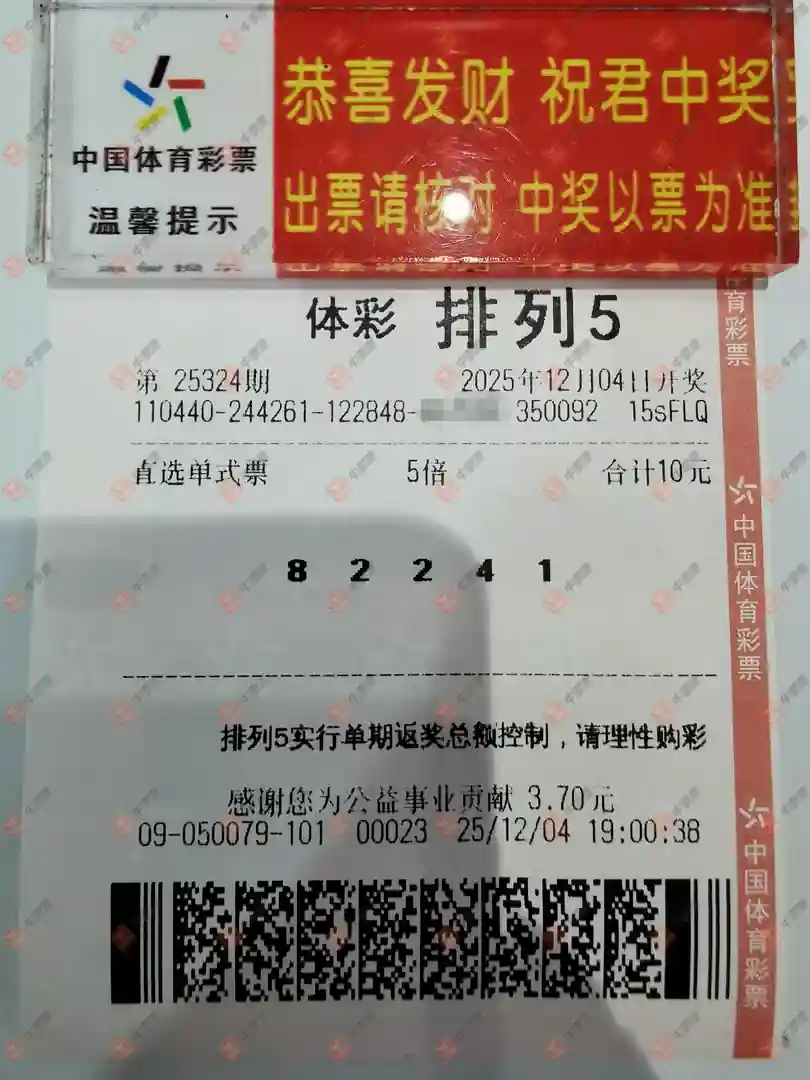 中国体育彩票
温馨提示
恭喜发财 祝君中奖
出票请核对 中奖以票为准
体彩 排列5
第 25324期 2025年12月04日开奖
110440-244261-122848- 350092 15sFLQ
直选单式票 5倍 合计10元
8 2 2 4 1
排列5实行单期返奖总额控制，请理性购彩
感谢您为公益事业贡献 3.70元
09-050079-101 00023 25/12/04 19:00:38
体育彩票
中国体育彩票
中国体育彩票